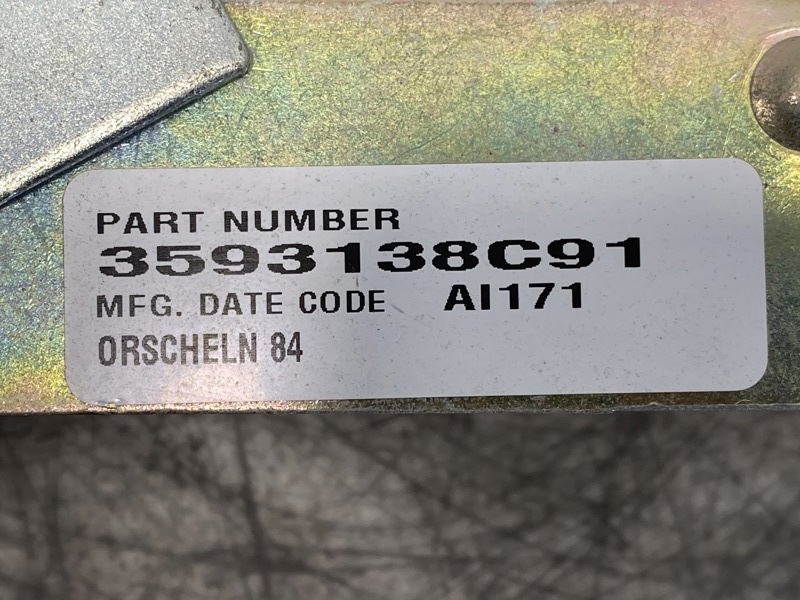 PART NUMBER
3593138C91
MFG. DATE CODE AI171
ORSCHELN 84